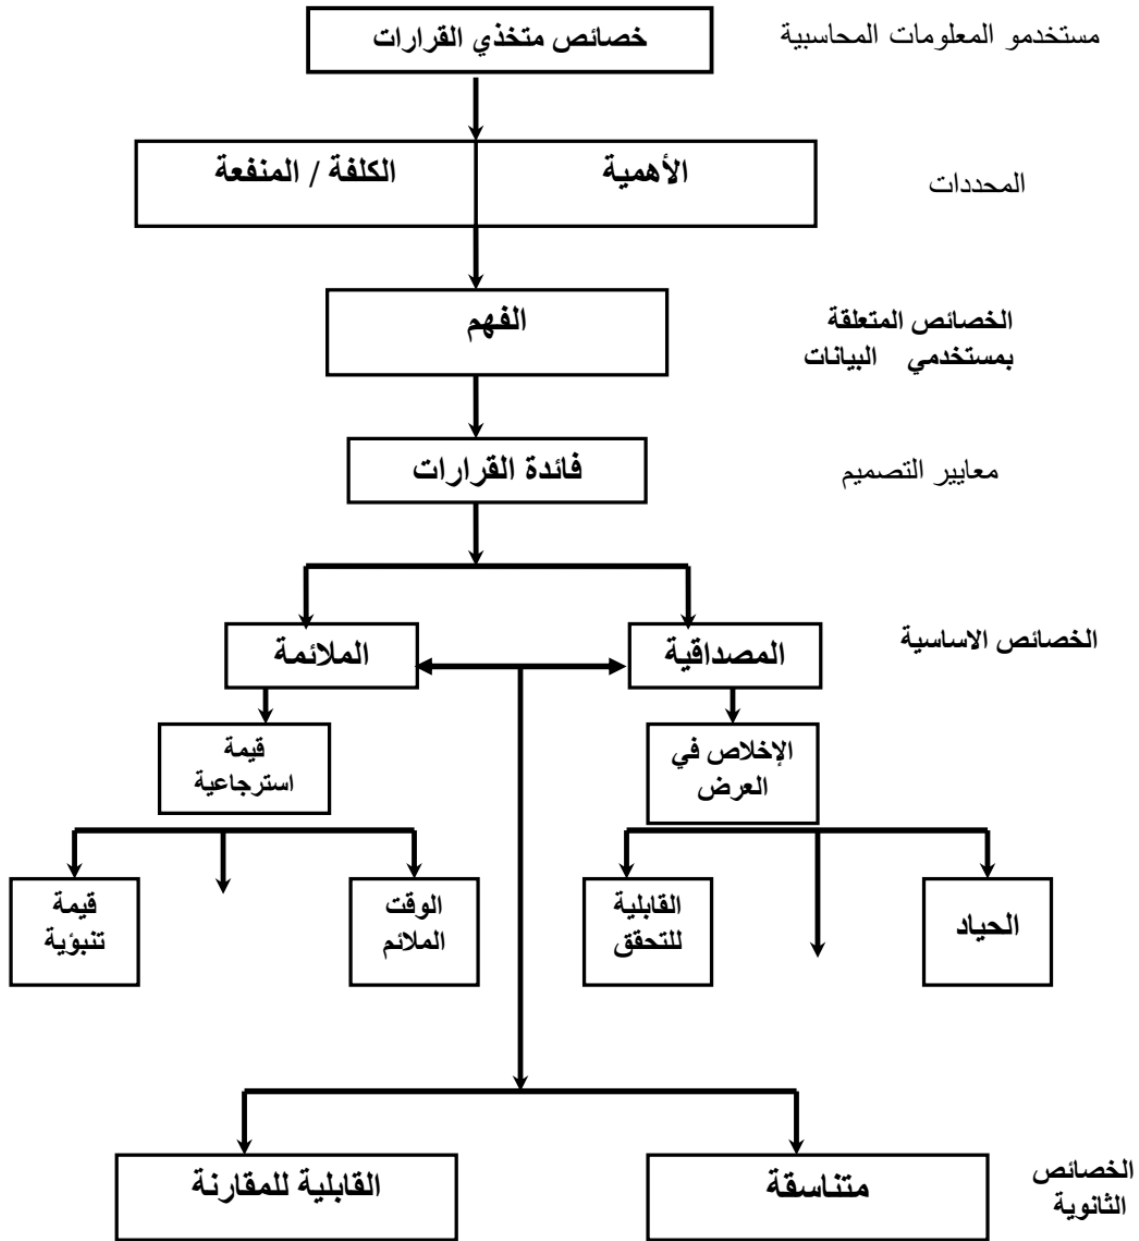 مستخدمو المعلومات المحاسبية
خصائص متخذي القرارات
المحددات
الأهمية
الكلفة / المنفعة
الخصائص المتعلقة
بمستخدمي البيانات
الفهم
معايير التصميم
فائدة القرارات
الخصائص الاساسية
المصداقية
الملائمة
الإخلاص في
العرض
قيمة
استرجاعية
الحياد
القابلية
للتحقق
الوقت
الملائم
قيمة
تنبؤية
الخصائص
الثانوية
متناسقة
القابلية للمقارنة